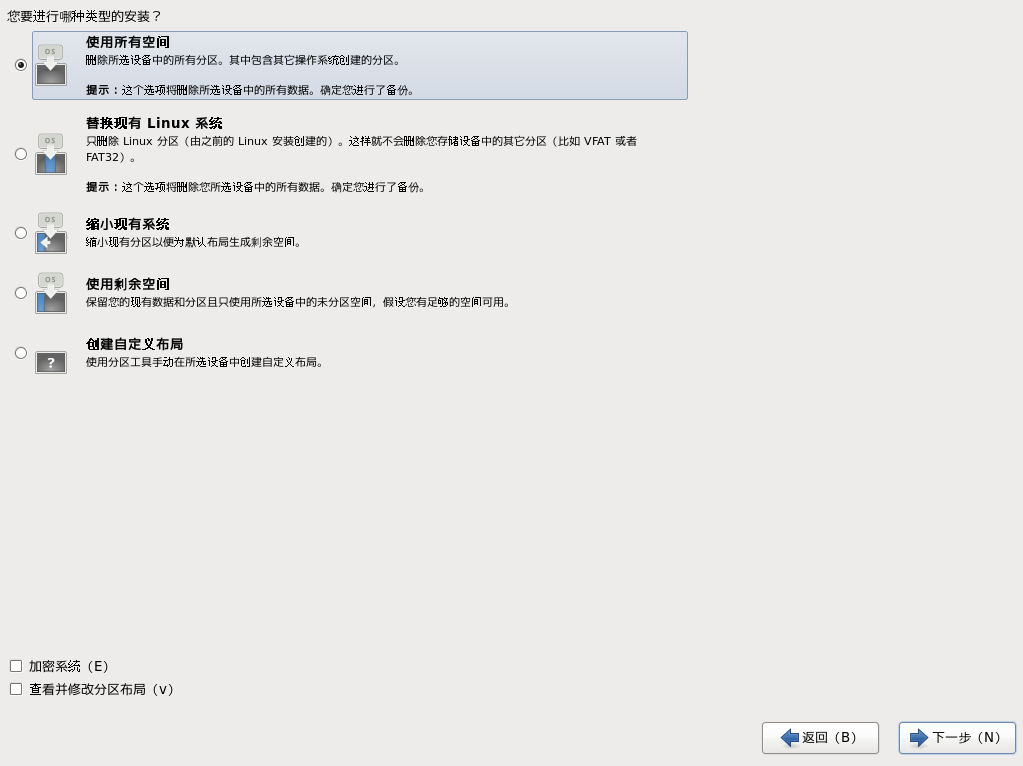 您要进行哪种类型的安装？
OS
使用所有空间
删除所选设备中的所有分区。其中包含其它操作系统创建的分区。
提示：这个选项将删除所选设备中的所有数据。确定您进行了备份。
OS
替换现有 Linux 系统
只删除 Linux 分区（由之前的 Linux 安装创建的）。这样就不会删除您存储设备中的其它分区（比如 VFAT 或者
FAT32）。
提示：这个选项将删除您所选设备中的所有数据。确定您进行了备份。
OS
缩小现有系统
缩小现有分区以便为默认布局生成剩余空间。
OS
使用剩余空间
保留您的现有数据和分区且只使用所选设备中的未分区空间，假设您有足够的空间可用。
?
创建自定义布局
使用分区工具手动在所选设备中创建自定义布局。
加密系统（E）
查看并修改分区布局（v）
返回（B）
下一步（N）